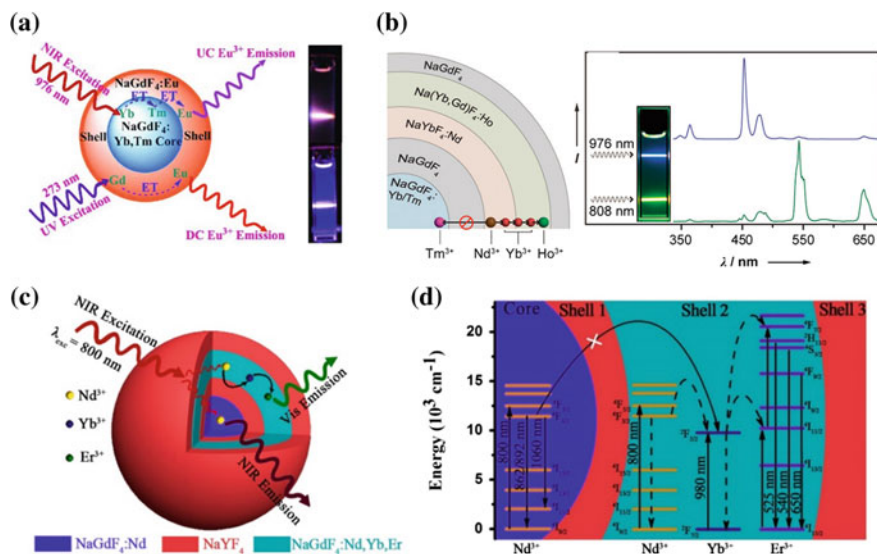 (a)
NIR Excitation
976 nm
UC Eu³⁺ Emission
NaGdF₄:Eu
ET ET
Yb Tm Eu
Shell NaGdF₄: Shell
Yb,Tm Core
Gd ET Eu
273 nm
UV Excitation
DC Eu³⁺ Emission
(b)
NaGdF₄
Na(Yb,Gd)F₄:Ho
NaYbF₄:Nd
NaGdF₄
NaGdF₄:
Yb/Tm
Tm³⁺ Nd³⁺ Yb³⁺ Ho³⁺
I
976 nm
808 nm
350 450 550 650
λ / nm
(c)
NIR Excitation
λexc = 800 nm
Nd³⁺
Yb³⁺
Er³⁺
Vis Emission
NIR Emission
NaGdF₄:Nd NaYF₄ NaGdF₄:Nd,Yb,Er
(d)
Core Shell 1 Shell 2 Shell 3
Energy (10³ cm⁻¹)
20
15
10
5
0
800 nm
862/892 nm
1060 nm
800 nm
980 nm
525 nm
540 nm
650 nm
Nd³⁺ Nd³⁺ Yb³⁺ Er³⁺